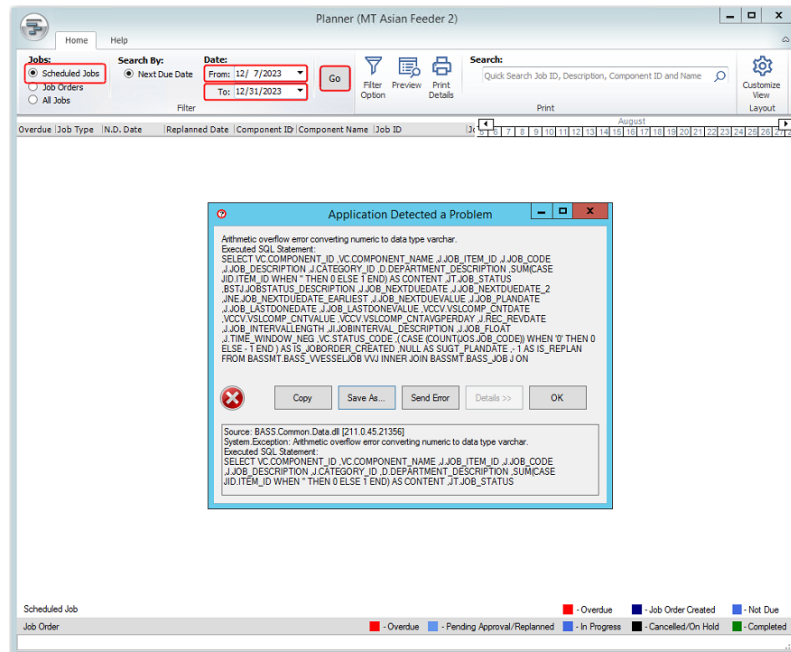 Planner (MT Asian Feeder 2)
Home Help
Jobs: Search By: Date: Search:
Scheduled Jobs Next Due Date From: 12/ 7/2023 Go Filter Option Preview Print Details Quick Search Job ID, Description, Component ID and Name Customize View
Job Orders To: 12/31/2023
All Jobs
Filter Print Layout
Overdue Job Type N.D. Date Replanned Date Component ID Component Name Job ID August
5 6 7 8 9 10 11 12 13 14 15 16 17 18 19 20 21 22 23 24 25 26 27
Application Detected a Problem
Arithmetic overflow error converting numeric to data type varchar.
Executed SQL Statement:
SELECT VC.COMPONENT_ID ,VC.COMPONENT_NAME ,J.JOB_ITEM_ID ,J.JOB_CODE
,J.JOB_DESCRIPTION ,J.CATEGORY_ID ,D.DEPARTMENT_DESCRIPTION ,SUM(CASE
JID.ITEM_ID WHEN '' THEN 0 ELSE 1 END) AS CONTENT ,JT.JOB_STATUS
,BSTJ.JOBSTATUS_DESCRIPTION ,J.JOB_NEXTDUEDATE ,J.JOB_NEXTDUEDATE_2
,JNE.JOB_NEXTDUEDATE_EARLIEST ,J.JOB_NEXTDUEVALUE ,J.JOB_PLANDATE
,J.JOB_LASTDONEDATE ,J.JOB_LASTDONEVALUE ,VCCV.VSLCOMP_CNTDATE
,VCCV.VSLCOMP_CNTVALUE ,VCCV.VSLCOMP_CNTAVGPERDAY ,J.REC_REVDATE
,J.JOB_INTERVALLENGTH ,JI.JOBINTERVAL_DESCRIPTION ,J.JOB_FLOAT
,J.TIME_WINDOW_NEG ,VC.STATUS_CODE ,( CASE (COUNT(JOS.JOB_CODE)) WHEN '0' THEN 0
ELSE - 1 END ) AS IS_JOBORDER_CREATED ,NULL AS SUGT_PLANDATE ,- 1 AS IS_REPLAN
FROM BASSMT.BASS_VVESSELJOB VVJ INNER JOIN BASSMT.BASS_JOB J ON
Copy Save As... Send Error Details >> OK
Source: BASS.Common.Data.dll [211.0.45.21356]
System.Exception: Arithmetic overflow error converting numeric to data type varchar.
Executed SQL Statement:
SELECT VC.COMPONENT_ID ,VC.COMPONENT_NAME ,J.JOB_ITEM_ID ,J.JOB_CODE
,J.JOB_DESCRIPTION ,J.CATEGORY_ID ,D.DEPARTMENT_DESCRIPTION ,SUM(CASE
JID.ITEM_ID WHEN '' THEN 0 ELSE 1 END) AS CONTENT ,JT.JOB_STATUS
Scheduled Job - Overdue - Job Order Created - Not Due
Job Order - Overdue - Pending Approval/Replanned - In Progress - Cancelled/On Hold - Completed